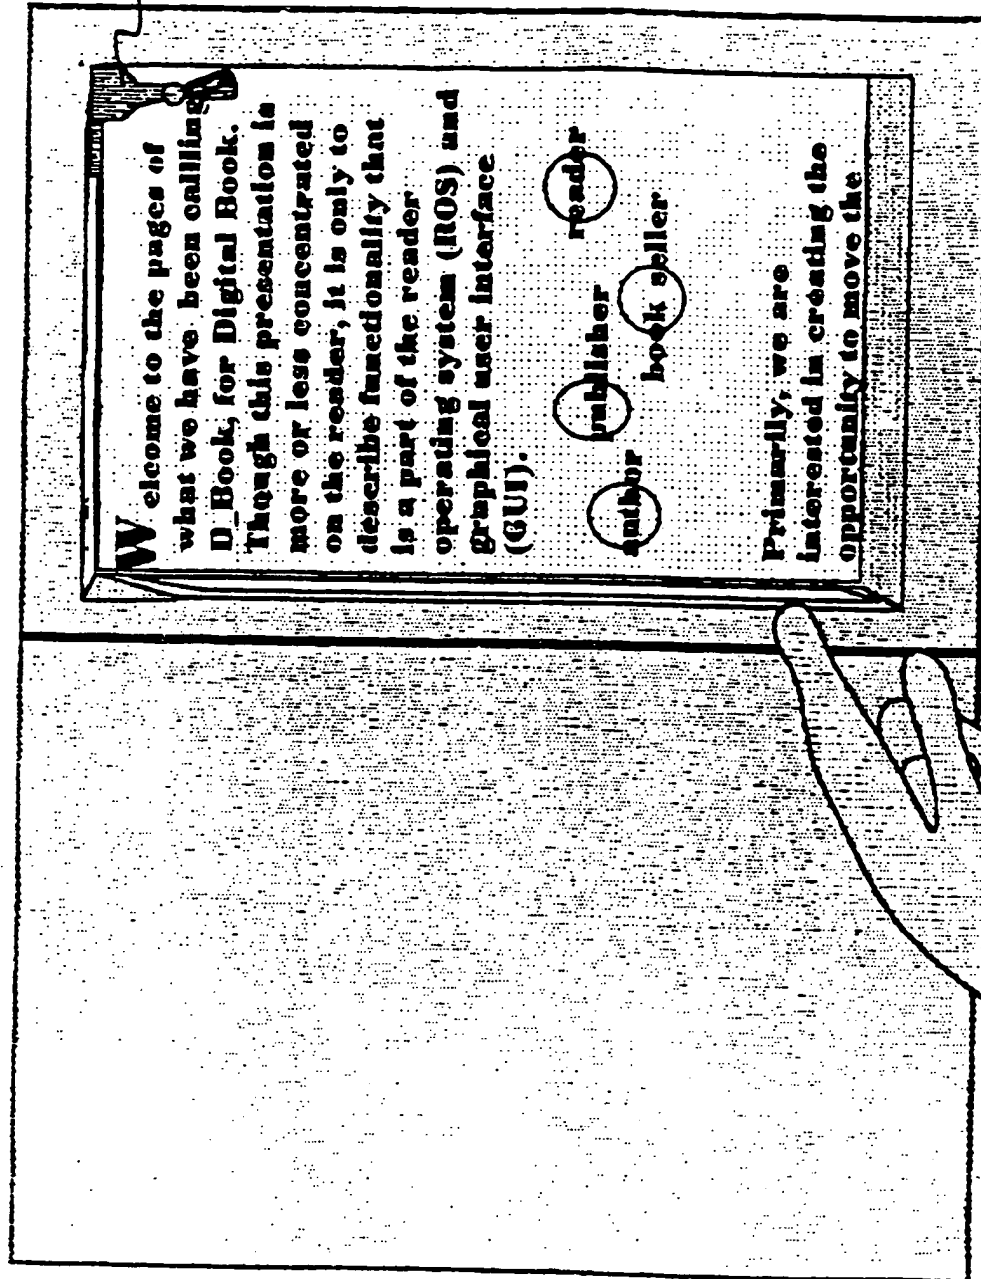 Welcome to the pages of
what we have been calling
D_Book, for Digital Book.
Though this presentation is
more or less concentrated
on the reader, it is only to
describe functionality that
is a part of the reader
operating system (ROS) and
graphical user interface
(GUI).
author
publisher
book seller
reader
Primarily, we are
interested in creating the
opportunity to move the